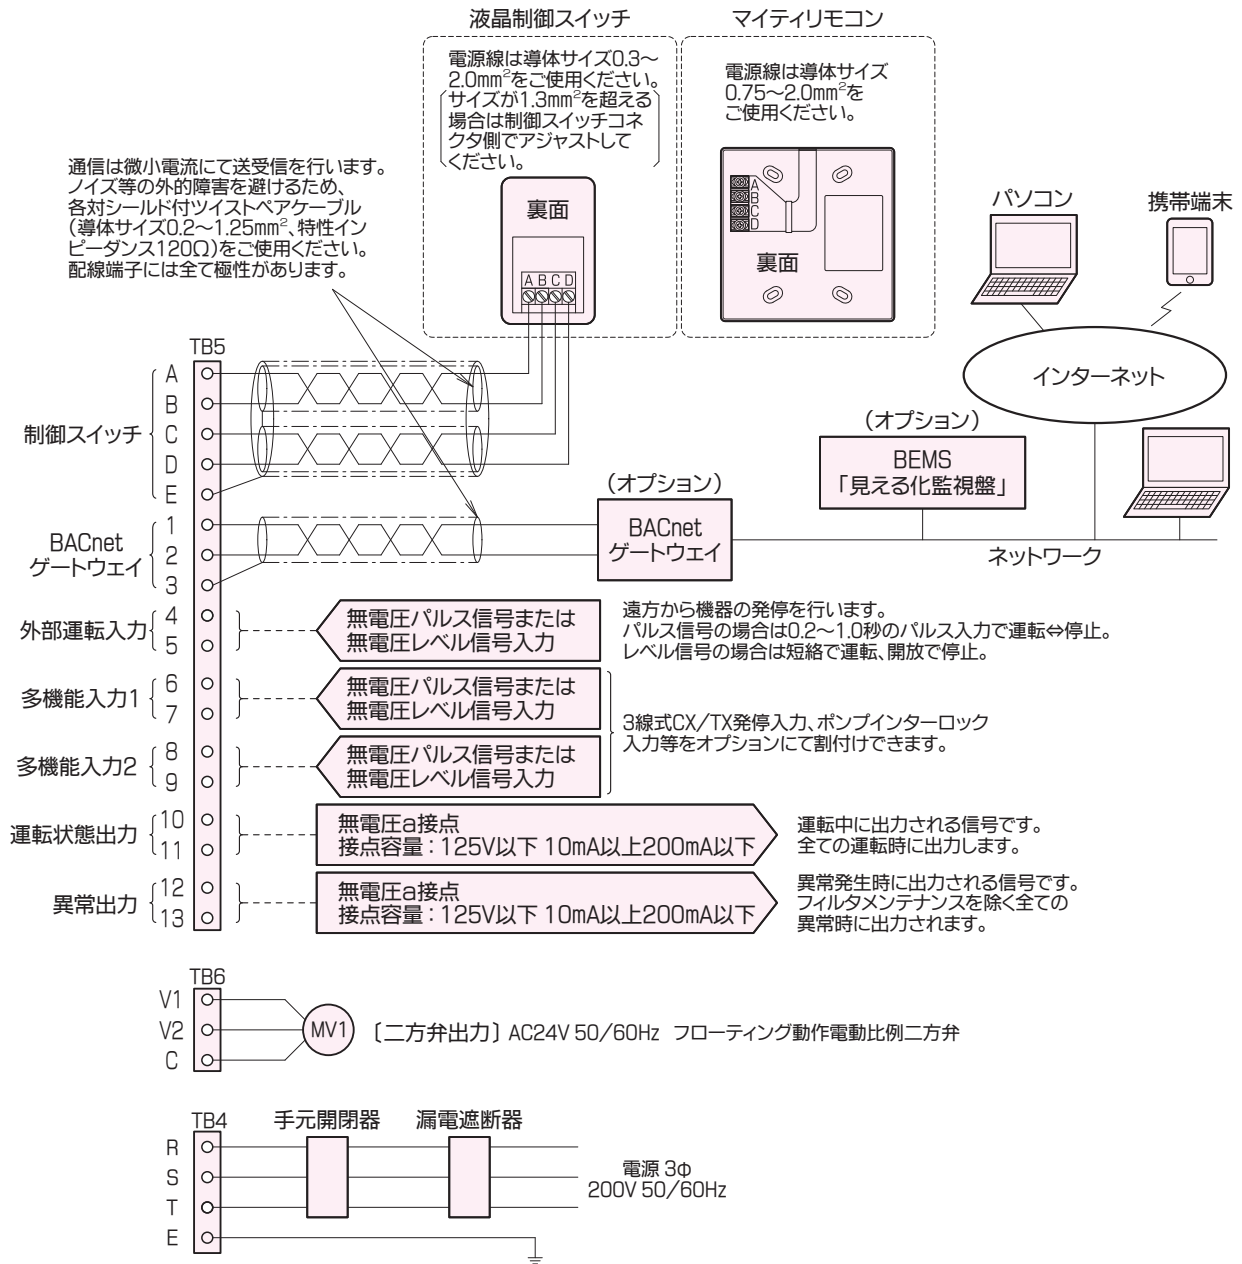 液晶制御スイッチ
マイティリモコン
電源線は導体サイズ0.3～
2.0mm²をご使用ください。
サイズが1.3mm²を超える
場合は制御スイッチコネ
クタ側でアジャストして
ください。
電源線は導体サイズ
0.75～2.0mm²を
ご使用ください。
通信は微小電流にて送受信を行います。
ノイズ等の外的障害を避けるため、
各対シールド付ツイストペアケーブル
（導体サイズ0.2～1.25mm²、特性イン
ピーダンス120Ω）をご使用ください。
配線端子には全て極性があります。
裏面
A B C D
A
B
C
D
裏面
パソコン
携帯端末
インターネット
TB5
制御スイッチ
A
B
C
D
E
BACnet
ゲートウェイ
1
2
3
（オプション）
BACnet
ゲートウェイ
（オプション）
BEMS
「見える化監視盤」
ネットワーク
外部運転入力
4
5
無電圧パルス信号または
無電圧レベル信号入力
遠方から機器の発停を行います。
パルス信号の場合は0.2～1.0秒のパルス入力で運転⇔停止。
レベル信号の場合は短絡で運転、開放で停止。
多機能入力1
6
7
無電圧パルス信号または
無電圧レベル信号入力
3線式CX／TX発停入力、ポンプインターロック
入力等をオプションにて割付けできます。
多機能入力2
8
9
無電圧パルス信号または
無電圧レベル信号入力
運転状態出力
10
11
無電圧a接点
接点容量：125V以下 10mA以上200mA以下
運転中に出力される信号です。
全ての運転時に出力します。
異常出力
12
13
無電圧a接点
接点容量：125V以下 10mA以上200mA以下
異常発生時に出力される信号です。
フィルタメンテナンスを除く全ての
異常時に出力されます。
TB6
V1
V2
C
MV1
〔二方弁出力〕AC24V 50／60Hz フローティング動作電動比例二方弁
TB4
手元開閉器
漏電遮断器
R
S
T
E
電源 3Φ
200V 50／60Hz